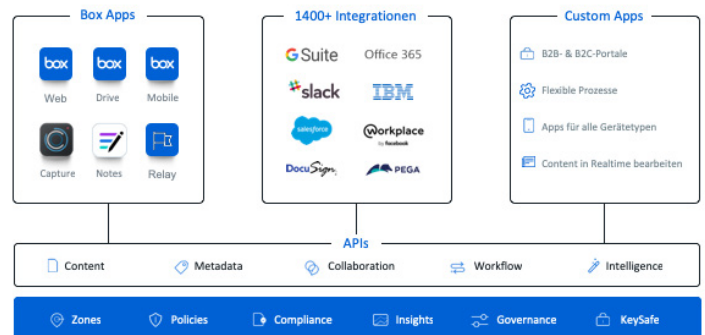 Box Apps
box
box
box
Web
Drive
Mobile
Capture
Notes
Relay
1400+ Integrationen
G Suite
Office 365
slack
IBM
salesforce
Workplace
by facebook
DocuSign
PEGA
Custom Apps
B2B- & B2C-Portale
Flexible Prozesse
Apps für alle Gerätetypen
Content in Realtime bearbeiten
APIs
Content
Metadata
Collaboration
Workflow
Intelligence
Zones
Policies
Compliance
Insights
Governance
KeySafe